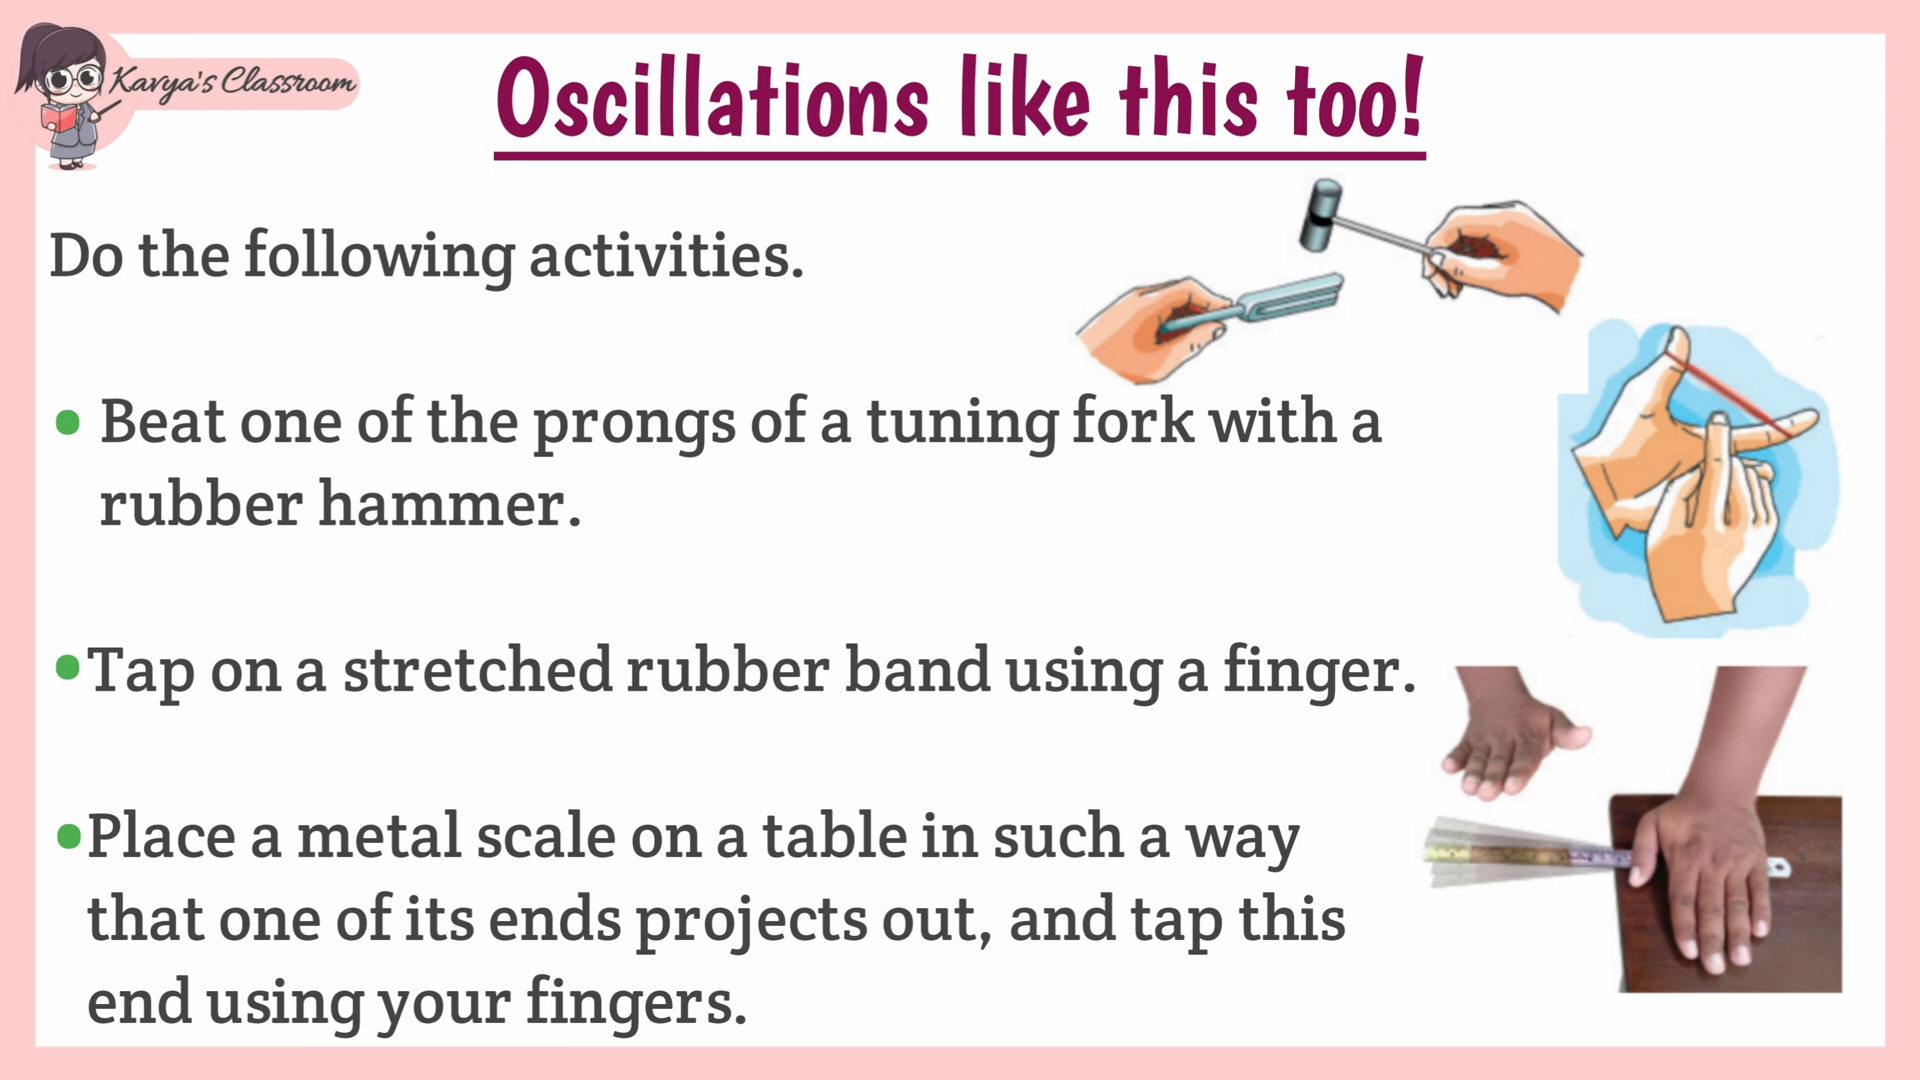 Karya's Classroom
Oscillations like this too!
Do the following activities.
• Beat one of the prongs of a tuning fork with a
rubber hammer.
• Tap on a stretched rubber band using a finger.
• Place a metal scale on a table in such a way
that one of its ends projects out, and tap this
end using your fingers.